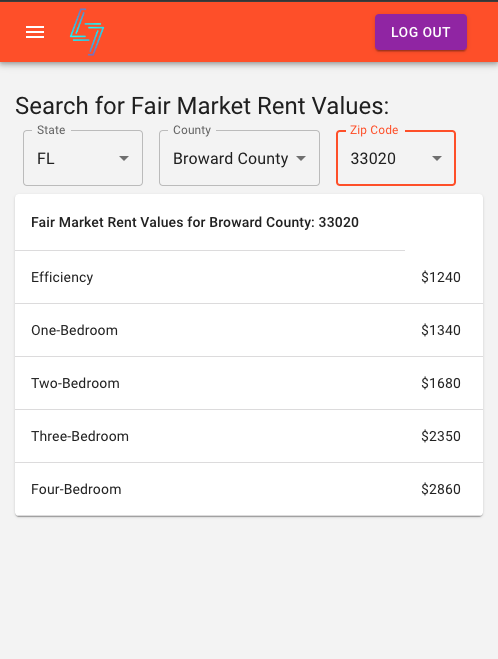 LOG OUT
Search for Fair Market Rent Values:
State
County
Zip Code
FL
Broward County
33020
Fair Market Rent Values for Broward County: 33020
Efficiency $1240
One-Bedroom $1340
Two-Bedroom $1680
Three-Bedroom $2350
Four-Bedroom $2860